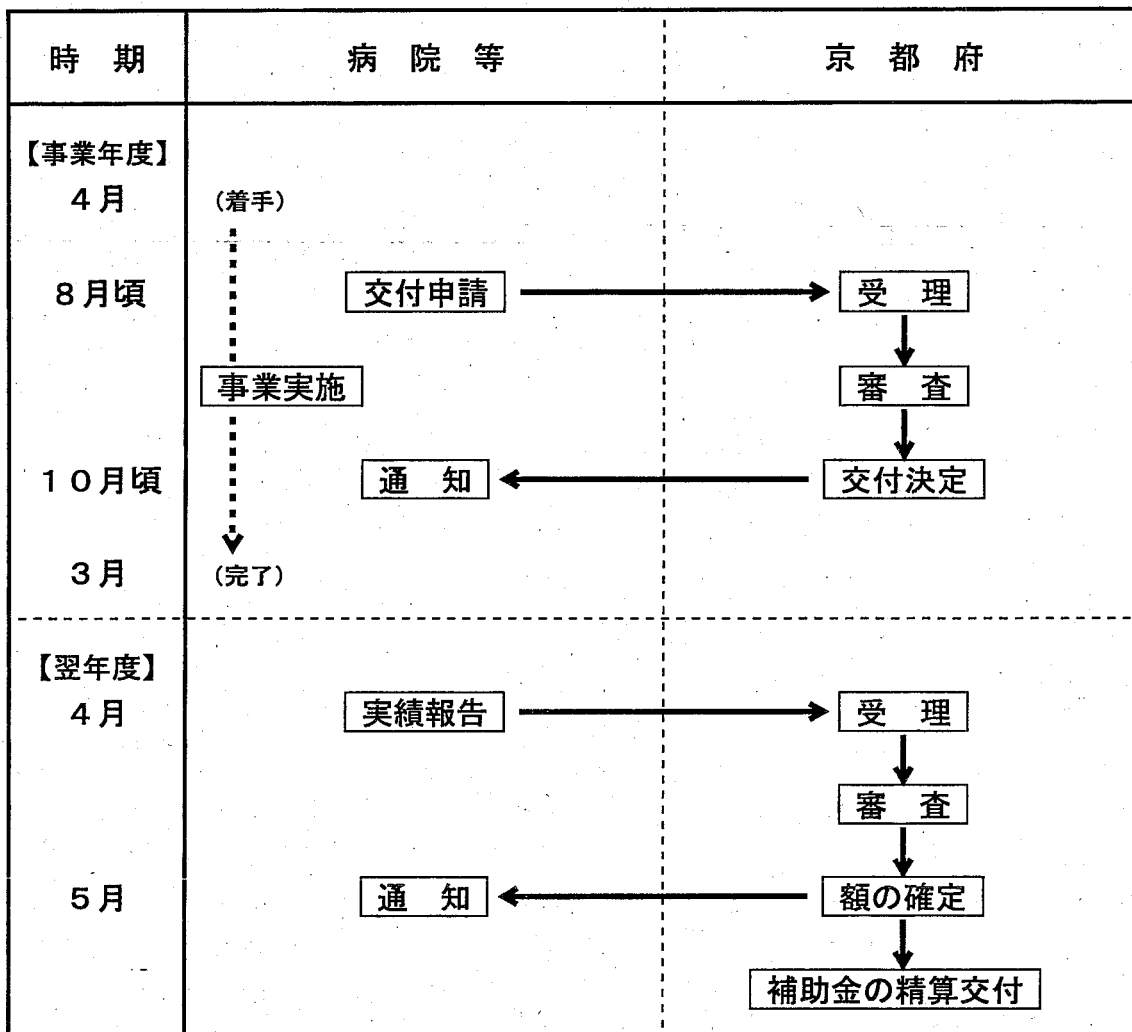 時 期 病 院 等 京 都 府
【事業年度】
４月 (着手)
８月頃 交付申請 受 理
事業実施 審 査
１０月頃 通 知 交付決定
３月 (完了)
【翌年度】
４月 実績報告 受 理
審 査
５月 通 知 額の確定
補助金の精算交付